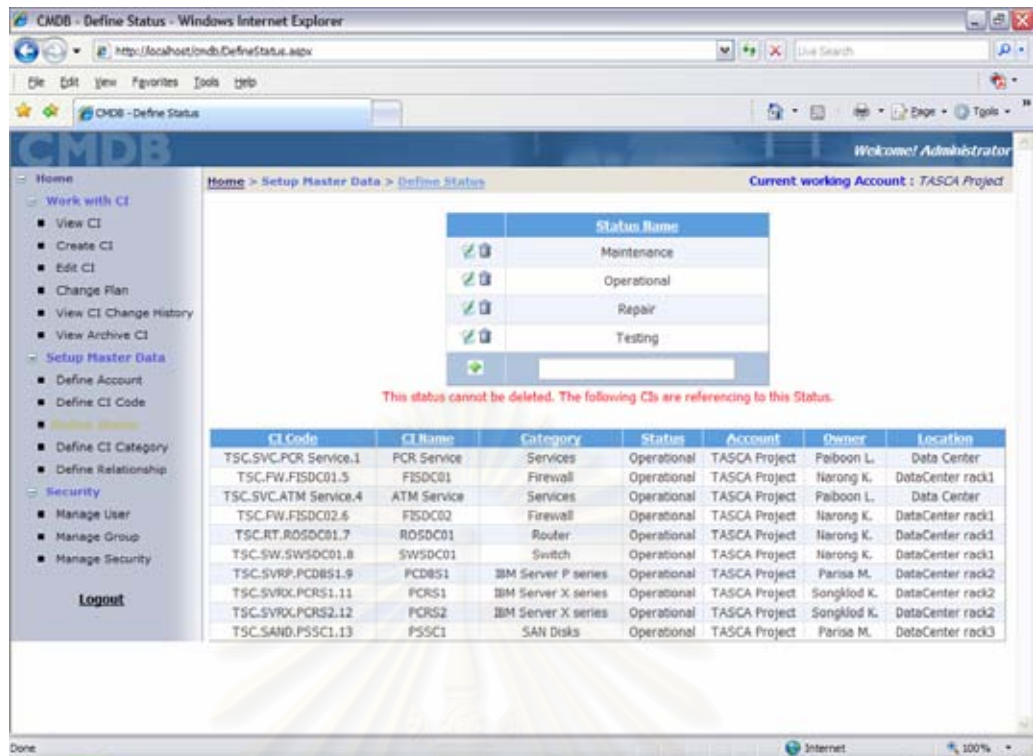 CMDB - Define Status - Windows Internet Explorer
http://localhost/cmdb/DefineStatus.aspx
Live Search
File Edit View Favorites Tools Help
CMDB - Define Status
Page Tools
CMDB
Welcome! Administrator
Home
Home > Setup Master Data > Define Status
Current working Account : TASCA Project
Work with CI
View CI
Create CI
Edit CI
Change Plan
View CI Change History
View Archive CI
Setup Master Data
Define Account
Define CI Code
Define Status
Define CI Category
Define Relationship
Security
Manage User
Manage Group
Manage Security
Logout
Status Name
Maintenance
Operational
Repair
Testing
This status cannot be deleted. The following CIs are referencing to this Status.
CI Code CI Name Category Status Account Owner Location
TSC.SVC.PCR Service.1 PCR Service Services Operational TASCA Project Paiboon L. Data Center
TSC.FW.FISDC01.5 FISDC01 Firewall Operational TASCA Project Narong K. DataCenter rack1
TSC.SVC.ATM Service.4 ATM Service Services Operational TASCA Project Paiboon L. Data Center
TSC.FW.FISDC02.6 FISDC02 Firewall Operational TASCA Project Narong K. DataCenter rack1
TSC.RT.ROSDC01.7 ROSDC01 Router Operational TASCA Project Narong K. DataCenter rack1
TSC.SW.SWSDC01.8 SWSDC01 Switch Operational TASCA Project Narong K. DataCenter rack1
TSC.SVRP.PCDBS1.9 PCDBS1 IBM Server P series Operational TASCA Project Parisa M. DataCenter rack2
TSC.SVRX.PCRS1.11 PCRS1 IBM Server X series Operational TASCA Project Songklod K. DataCenter rack2
TSC.SVRX.PCRS2.12 PCRS2 IBM Server X series Operational TASCA Project Songklod K. DataCenter rack2
TSC.SAND.PSSC1.13 PSSC1 SAN Disks Operational TASCA Project Parisa M. DataCenter rack3
Done
Internet
100%